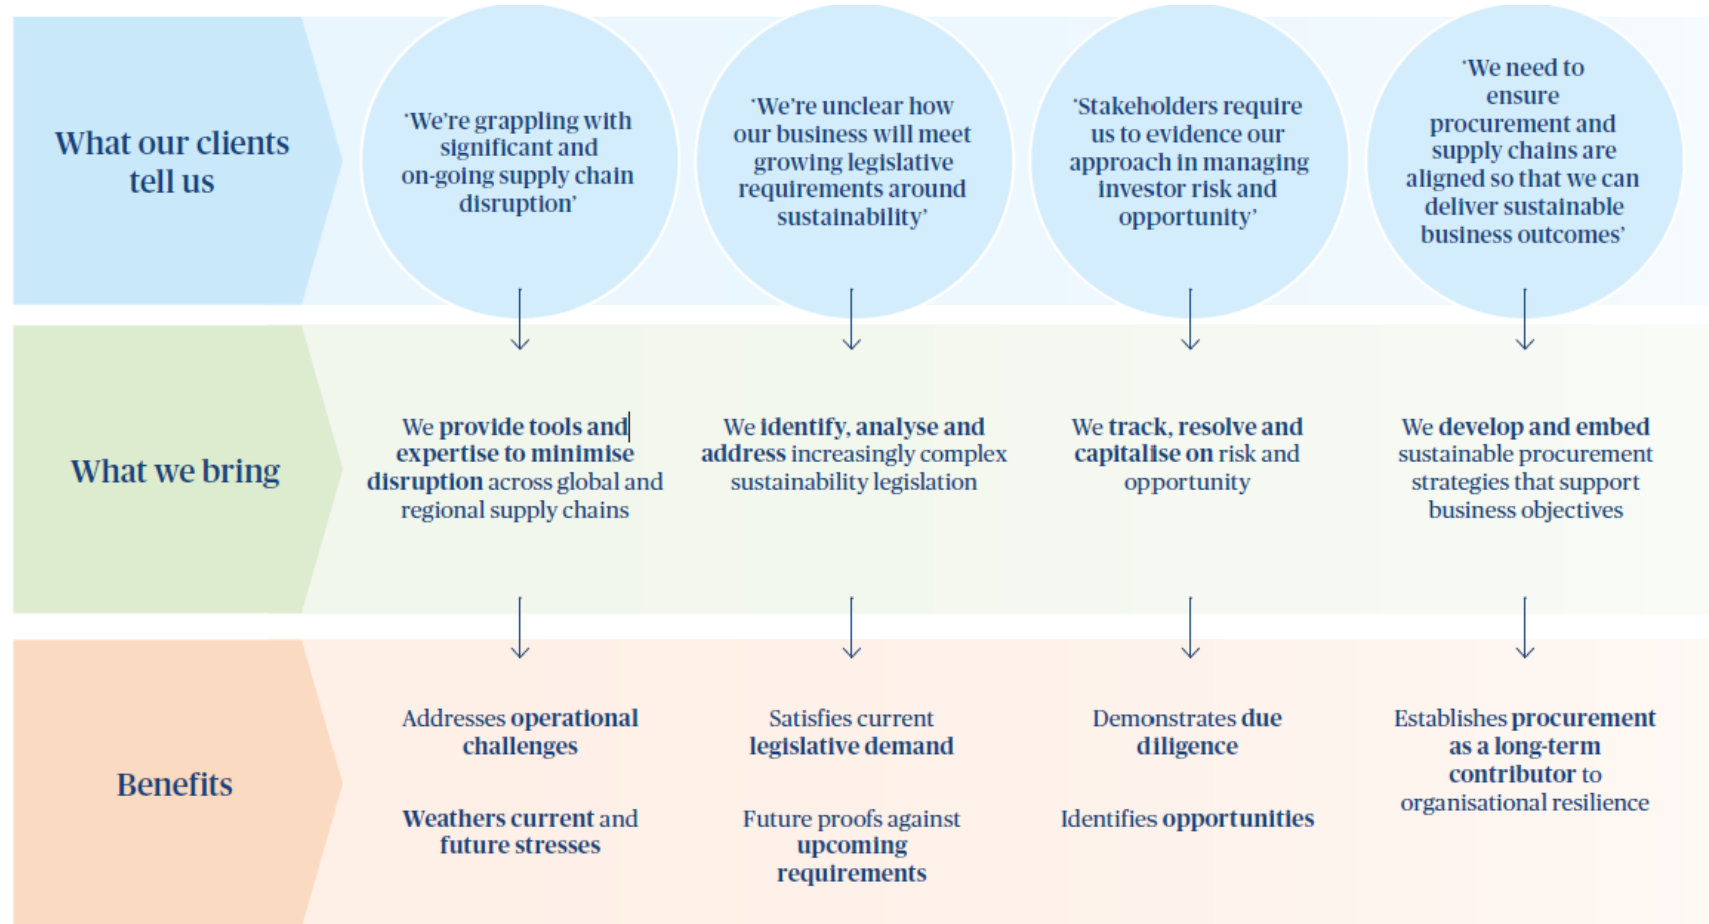 What our clients
tell us
‘We’re grappling with
significant and
on-going supply chain
disruption’
‘We’re unclear how
our business will meet
growing legislative
requirements around
sustainability’
‘Stakeholders require
us to evidence our
approach in managing
investor risk and
opportunity’
‘We need to
ensure
procurement and
supply chains are
aligned so that we can
deliver sustainable
business outcomes’
What we bring
We provide tools and
expertise to minimise
disruption across global and
regional supply chains
We identify, analyse and
address increasingly complex
sustainability legislation
We track, resolve and
capitalise on risk and
opportunity
We develop and embed
sustainable procurement
strategies that support
business objectives
Benefits
Addresses operational
challenges
Weathers current and
future stresses
Satisfies current
legislative demand
Future proofs against
upcoming
requirements
Demonstrates due
diligence
Identifies opportunities
Establishes procurement
as a long-term
contributor to
organisational resilience